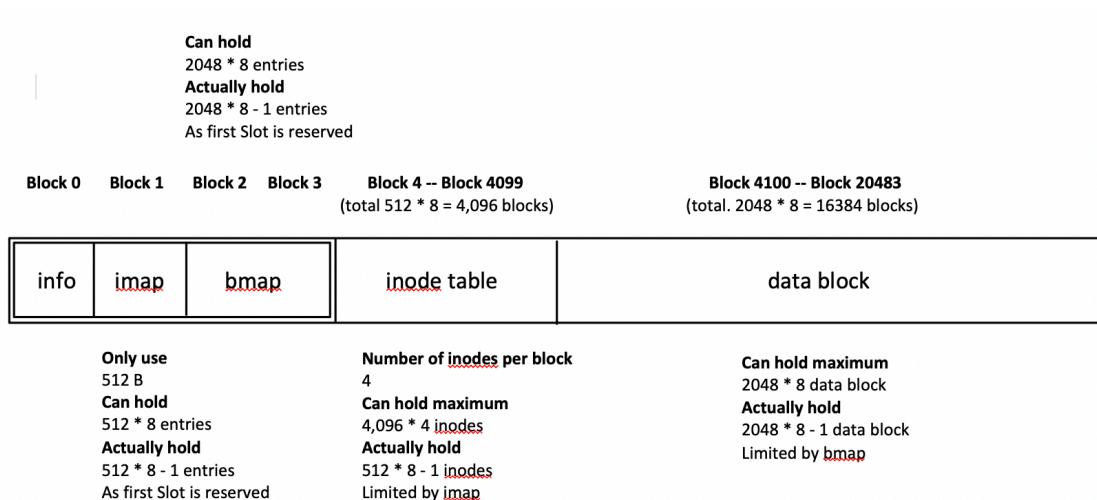 Can hold
2048 * 8 entries
Actually hold
2048 * 8 - 1 entries
As first Slot is reserved
Block 0
Block 1
Block 2
Block 3
Block 4 -- Block 4099
(total 512 * 8 = 4,096 blocks)
Block 4100 -- Block 20483
(total. 2048 * 8 = 16384 blocks)
info
imap
bmap
inode table
data block
Only use
512 B
Can hold
512 * 8 entries
Actually hold
512 * 8 - 1 entries
As first Slot is reserved
Number of inodes per block
4
Can hold maximum
4,096 * 4 inodes
Actually hold
512 * 8 - 1 inodes
Limited by imap
Can hold maximum
2048 * 8 data block
Actually hold
2048 * 8 - 1 data block
Limited by bmap